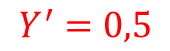 Y′ = 0,5